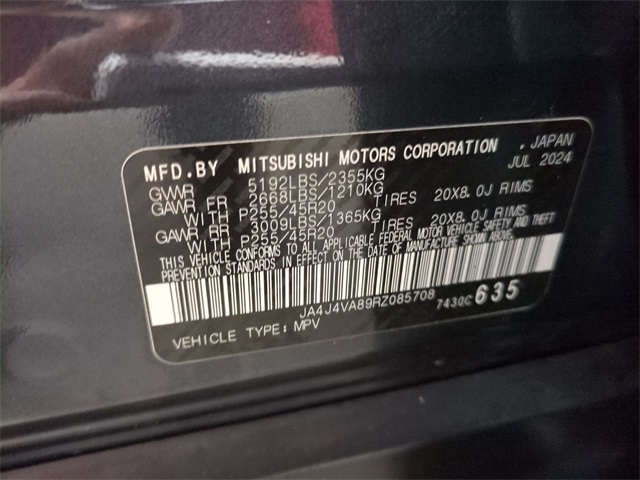 MFD.BY MITSUBISHI MOTORS CORPORATION , JAPAN
JUL 2024
GVWR 5192LBS/2355KG
GAWR FR 2668LBS/1210KG
WITH P255/45R20 TIRES 20X8.0J RIMS
GAWR RR 3009LBS/1365KG
WITH P255/45R20 TIRES 20X8.0J RIMS
THIS VEHICLE CONFORMS TO ALL APPLICABLE FEDERAL MOTOR VEHICLE SAFETY AND THEFT
PREVENTION STANDARDS IN EFFECT ON THE DATE OF MANUFACTURE SHOWN ABOVE.
JA4J4VA89RZ085708 7430C 635
VEHICLE TYPE: MPV